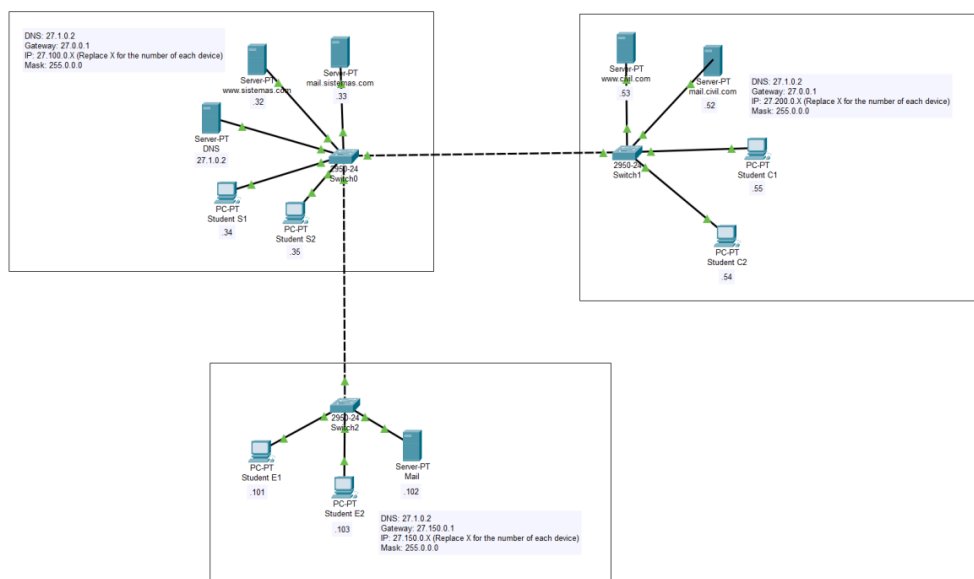 DNS: 27.1.0.2
Gateway: 27.0.0.1
IP: 27.100.0.X (Replace X for the number of each device)
Mask: 255.0.0.0
Server-PT
www.sistemas.com
.32
Server-PT
mail.sistemas.com
.33
Server-PT
DNS
27.1.0.2
2950-24
Switch0
PC-PT
Student S1
.34
PC-PT
Student S2
.35
Server-PT
www.civil.com
.53
Server-PT
mail.civil.com
.52
DNS: 27.1.0.2
Gateway: 27.0.0.1
IP: 27.200.0.X (Replace X for the number of each device)
Mask: 255.0.0.0
2950-24
Switch1
PC-PT
Student C1
.55
PC-PT
Student C2
.54
2950-24
Switch2
PC-PT
Student E1
.101
PC-PT
Student E2
.103
Server-PT
Mail
.102
DNS: 27.1.0.2
Gateway: 27.150.0.1
IP: 27.150.0.X (Replace X for the number of each device)
Mask: 255.0.0.0